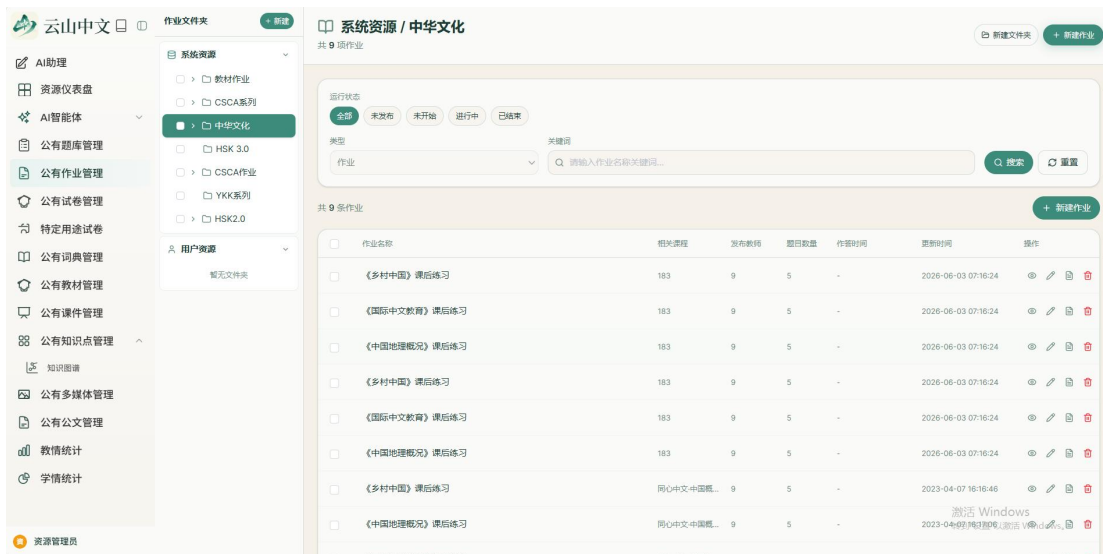 云山中文
AI助理
资源仪表盘
AI智能体
公有题库管理
公有作业管理
公有试卷管理
特定用途试卷
公有词典管理
公有教材管理
公有课件管理
公有知识点管理
知识图谱
公有多媒体管理
公有公文管理
教情统计
学情统计
资源管理员
作业文件夹
+ 新建
系统资源
教材作业
CSCA系列
中华文化
HSK 3.0
CSCA作业
YKK系列
HSK2.0
用户资源
暂无文件夹
系统资源 / 中华文化
共 9 项作业
新建文件夹
+ 新建作业
运行状态
全部 未发布 未开始 进行中 已结束
类型 关键词
作业 请输入作业名称关键词... 搜索 重置
共 9 条作业 + 新建作业
作业名称 相关课程 发布教师 题目数量 作答时间 更新时间 操作
《乡村中国》课后练习 183 9 5 - 2026-06-03 07:16:24
《国际中文教育》课后练习 183 9 5 - 2026-06-03 07:16:24
《中国地理概况》课后练习 183 9 5 - 2026-06-03 07:16:24
《乡村中国》课后练习 183 9 5 - 2026-06-03 07:16:24
《国际中文教育》课后练习 183 9 5 - 2026-06-03 07:16:24
《中国地理概况》课后练习 183 9 5 - 2026-06-03 07:16:24
《乡村中国》课后练习 同心中文-中国概... 9 5 - 2023-04-07 16:16:46
《中国地理概况》课后练习 同心中文-中国概... 9 5 - 2023-04-07
激活 Windows